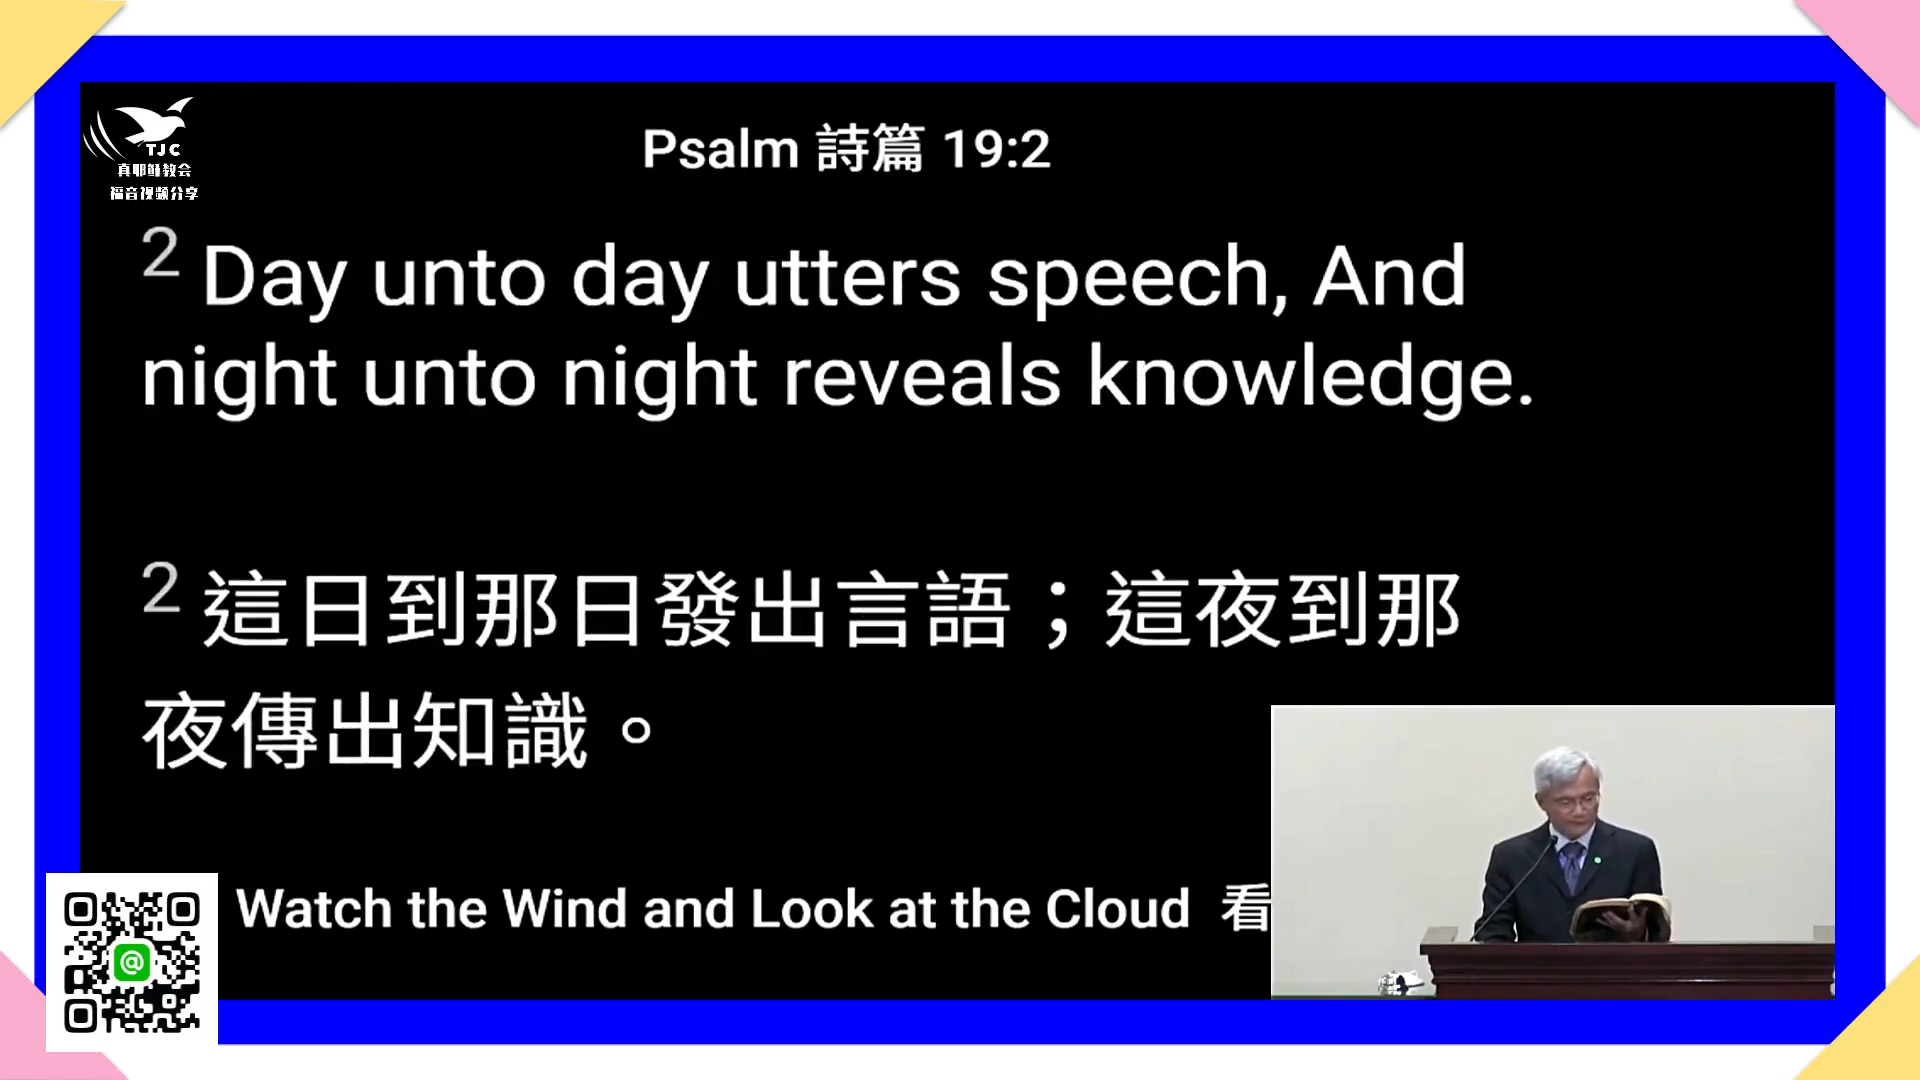 TJC
真耶穌教会
福音视频分享
Psalm 詩篇 19:2
2 Day unto day utters speech, And
night unto night reveals knowledge.
2 這日到那日發出言語；這夜到那
夜傳出知識。
Watch the Wind and Look at the Cloud 看